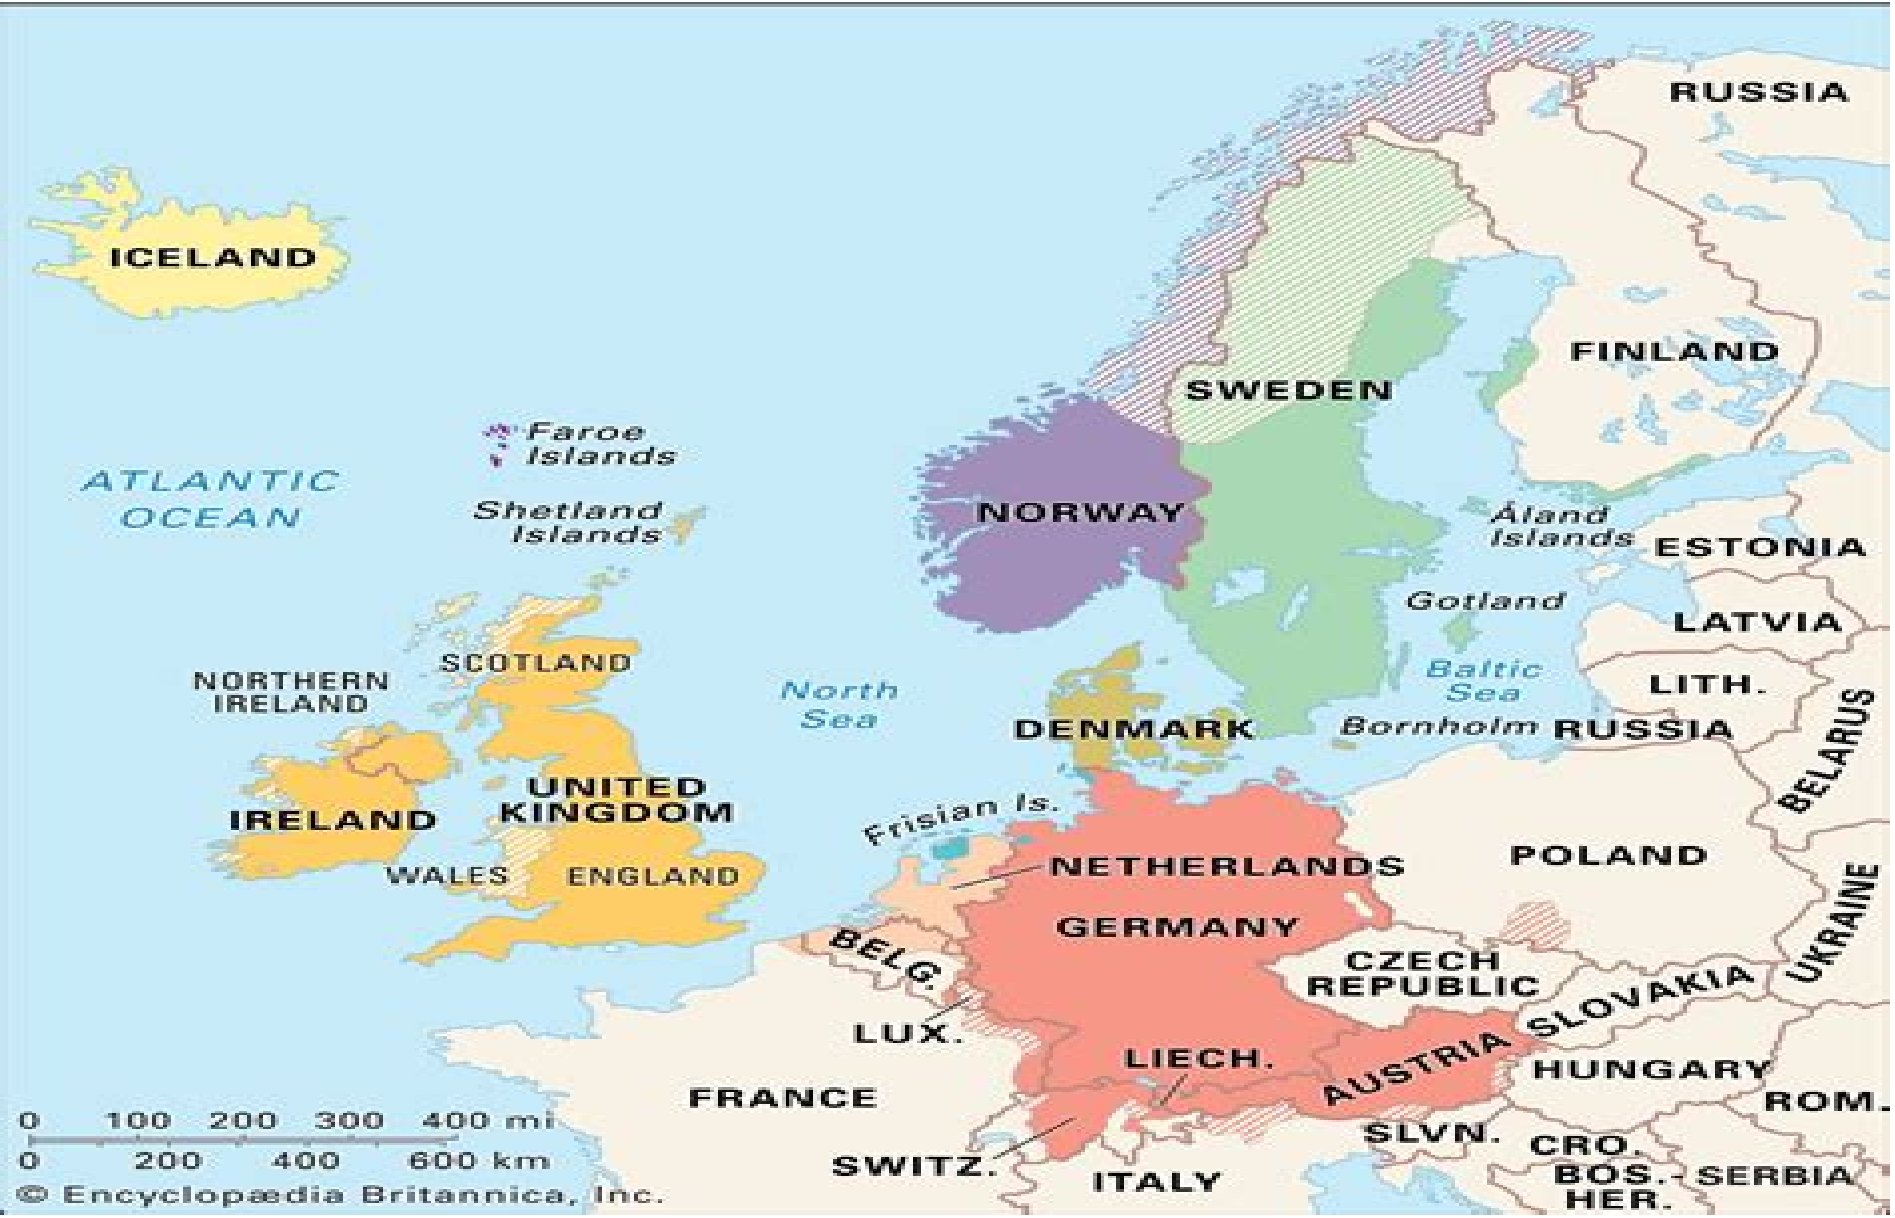 RUSSIA
ICELAND
FINLAND
SWEDEN
Faroe
Islands
ATLANTIC
OCEAN
Shetland
Islands
NORWAY
Åland
Islands
ESTONIA
Gotland
LATVIA
SCOTLAND
NORTHERN
IRELAND
North
Sea
Baltic
Sea
LITH.
DENMARK
Bornholm
RUSSIA
BELARUS
UNITED
KINGDOM
IRELAND
Frisian Is.
WALES
ENGLAND
NETHERLANDS
POLAND
GERMANY
UKRAINE
BELG.
CZECH
REPUBLIC
SLOVAKIA
LUX.
LIECH.
AUSTRIA
HUNGARY
FRANCE
ROM.
SLVN.
CRO.
SWITZ.
ITALY
BOS.-
HER.
SERBIA
0 100 200 300 400 mi
0 200 400 600 km
© Encyclopædia Britannica, Inc.